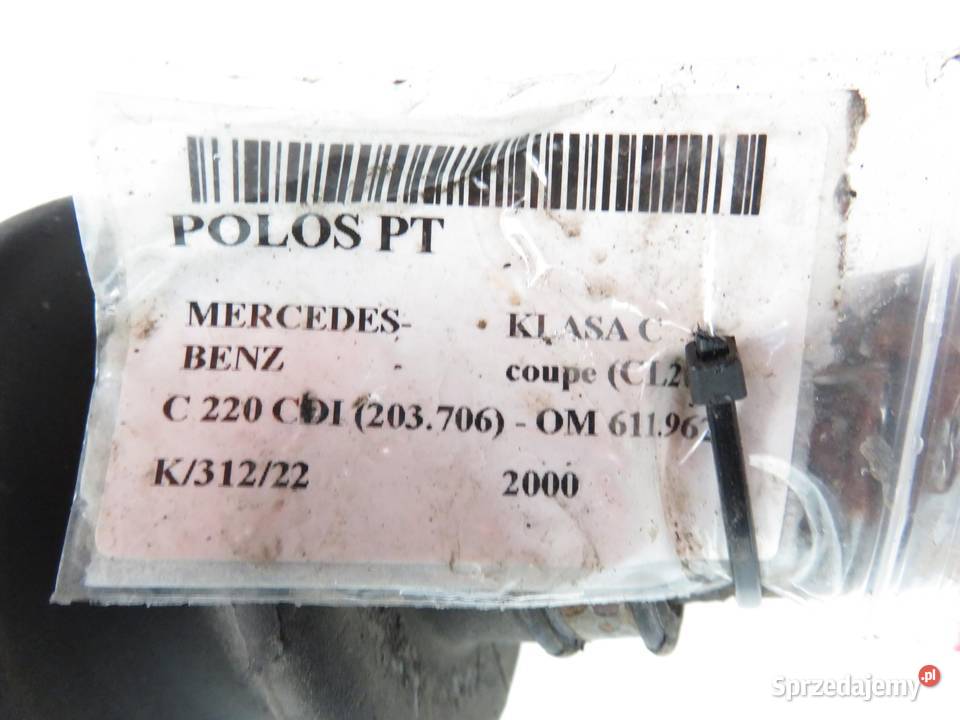 POLOS PT
MERCEDES- KLASA C
BENZ - coupe
C 220 CDI (203.706) - OM
K/312/22 2000
Sprzedajemy.pl